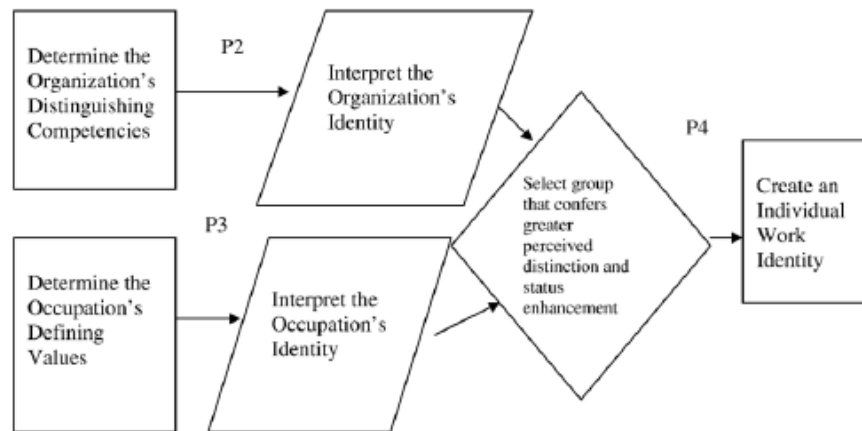 Determine the
Organization's
Distinguishing
Competencies
P2
Interpret the
Organization's
Identity
P4
Select group
that confers
greater
perceived
distinction and
status
enhancement
Create an
Individual
Work
Identity
P3
Determine the
Occupation's
Defining
Values
Interpret the
Occupation's
Identity